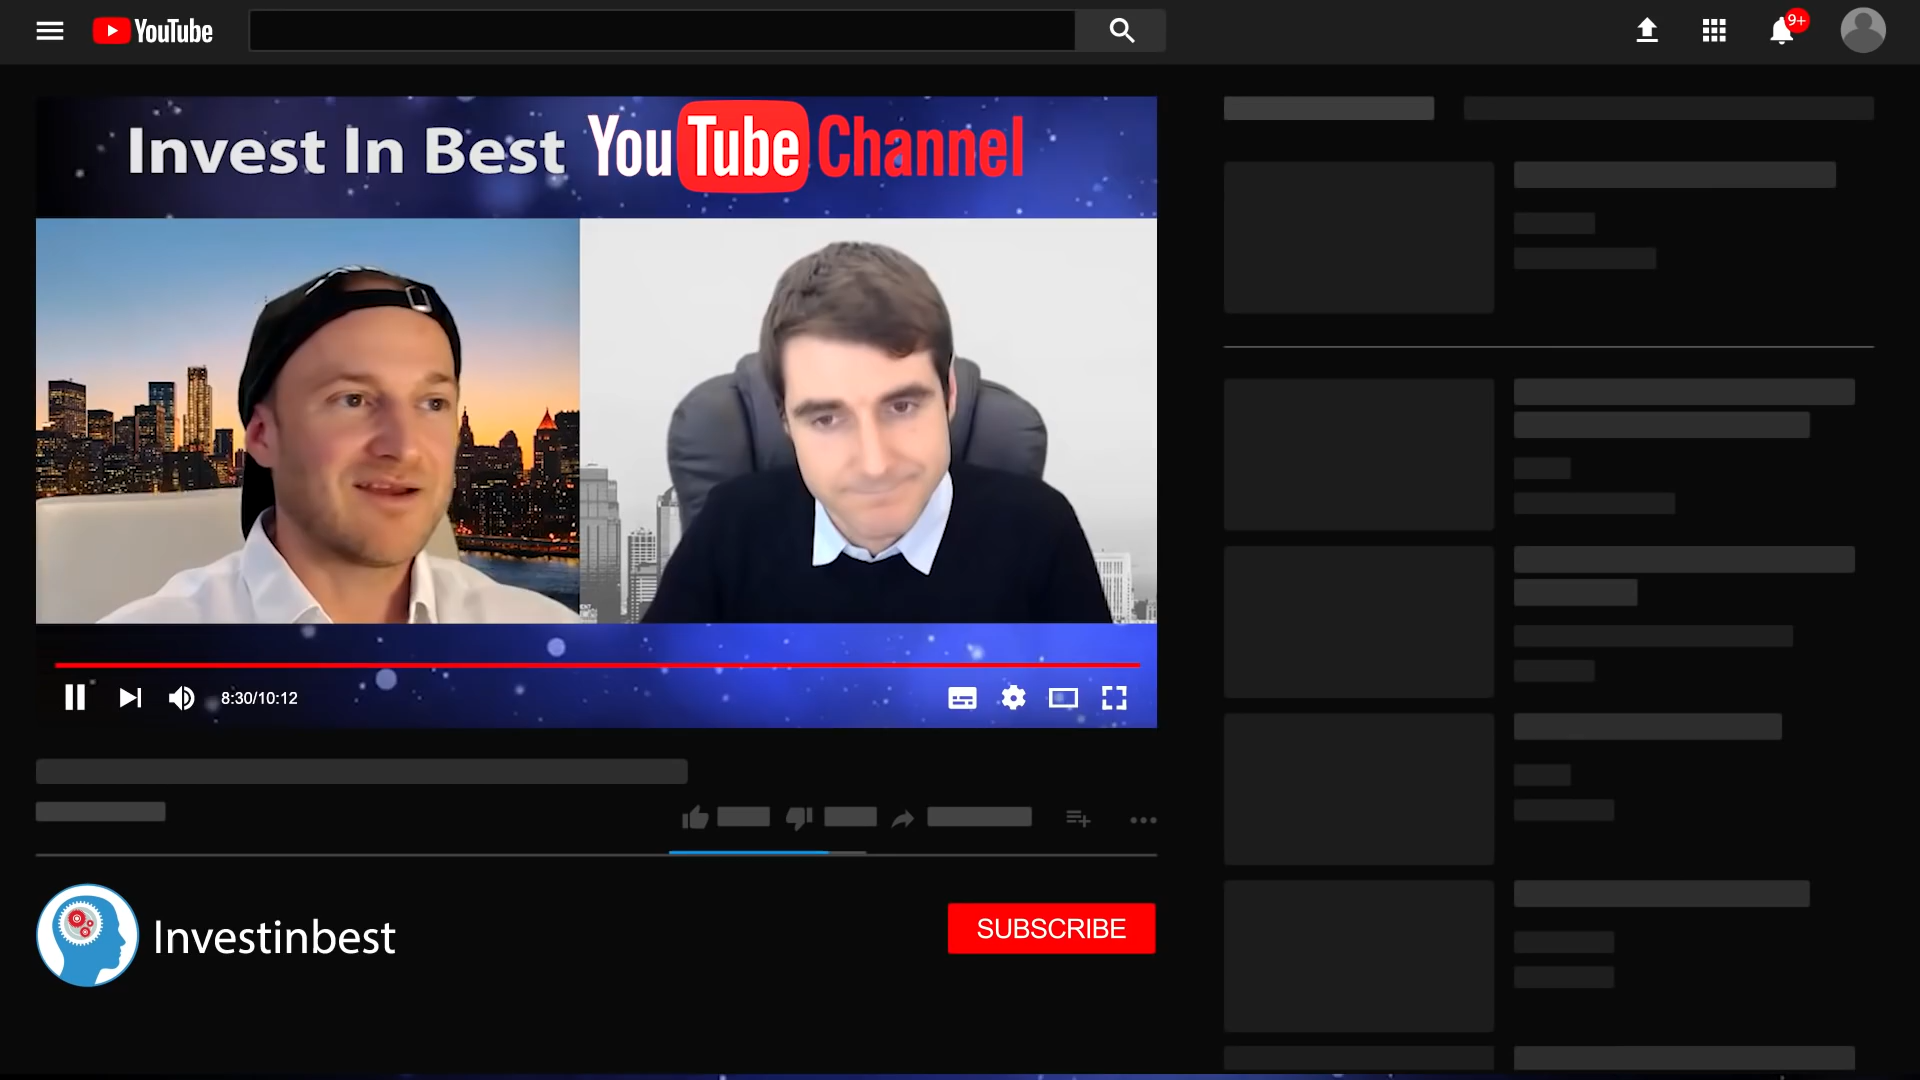 YouTube
9+
Invest In Best YouTube Channel
8:30/10:12
Investinbest
SUBSCRIBE